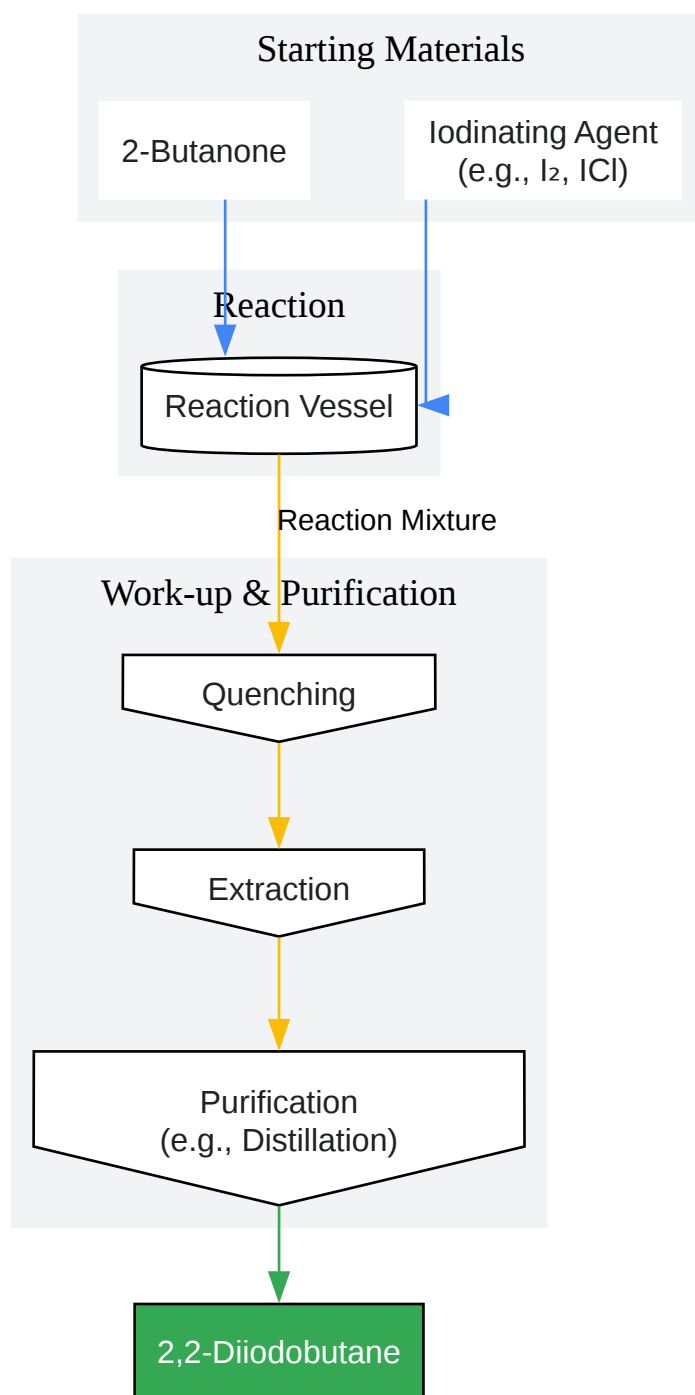 Starting Materials
2-Butanone
Iodinating Agent
(e.g., I₂, ICl)
Reaction
Reaction Vessel
Reaction Mixture
Work-up & Purification
Quenching
Extraction
Purification
(e.g., Distillation)
2,2-Diiodobutane